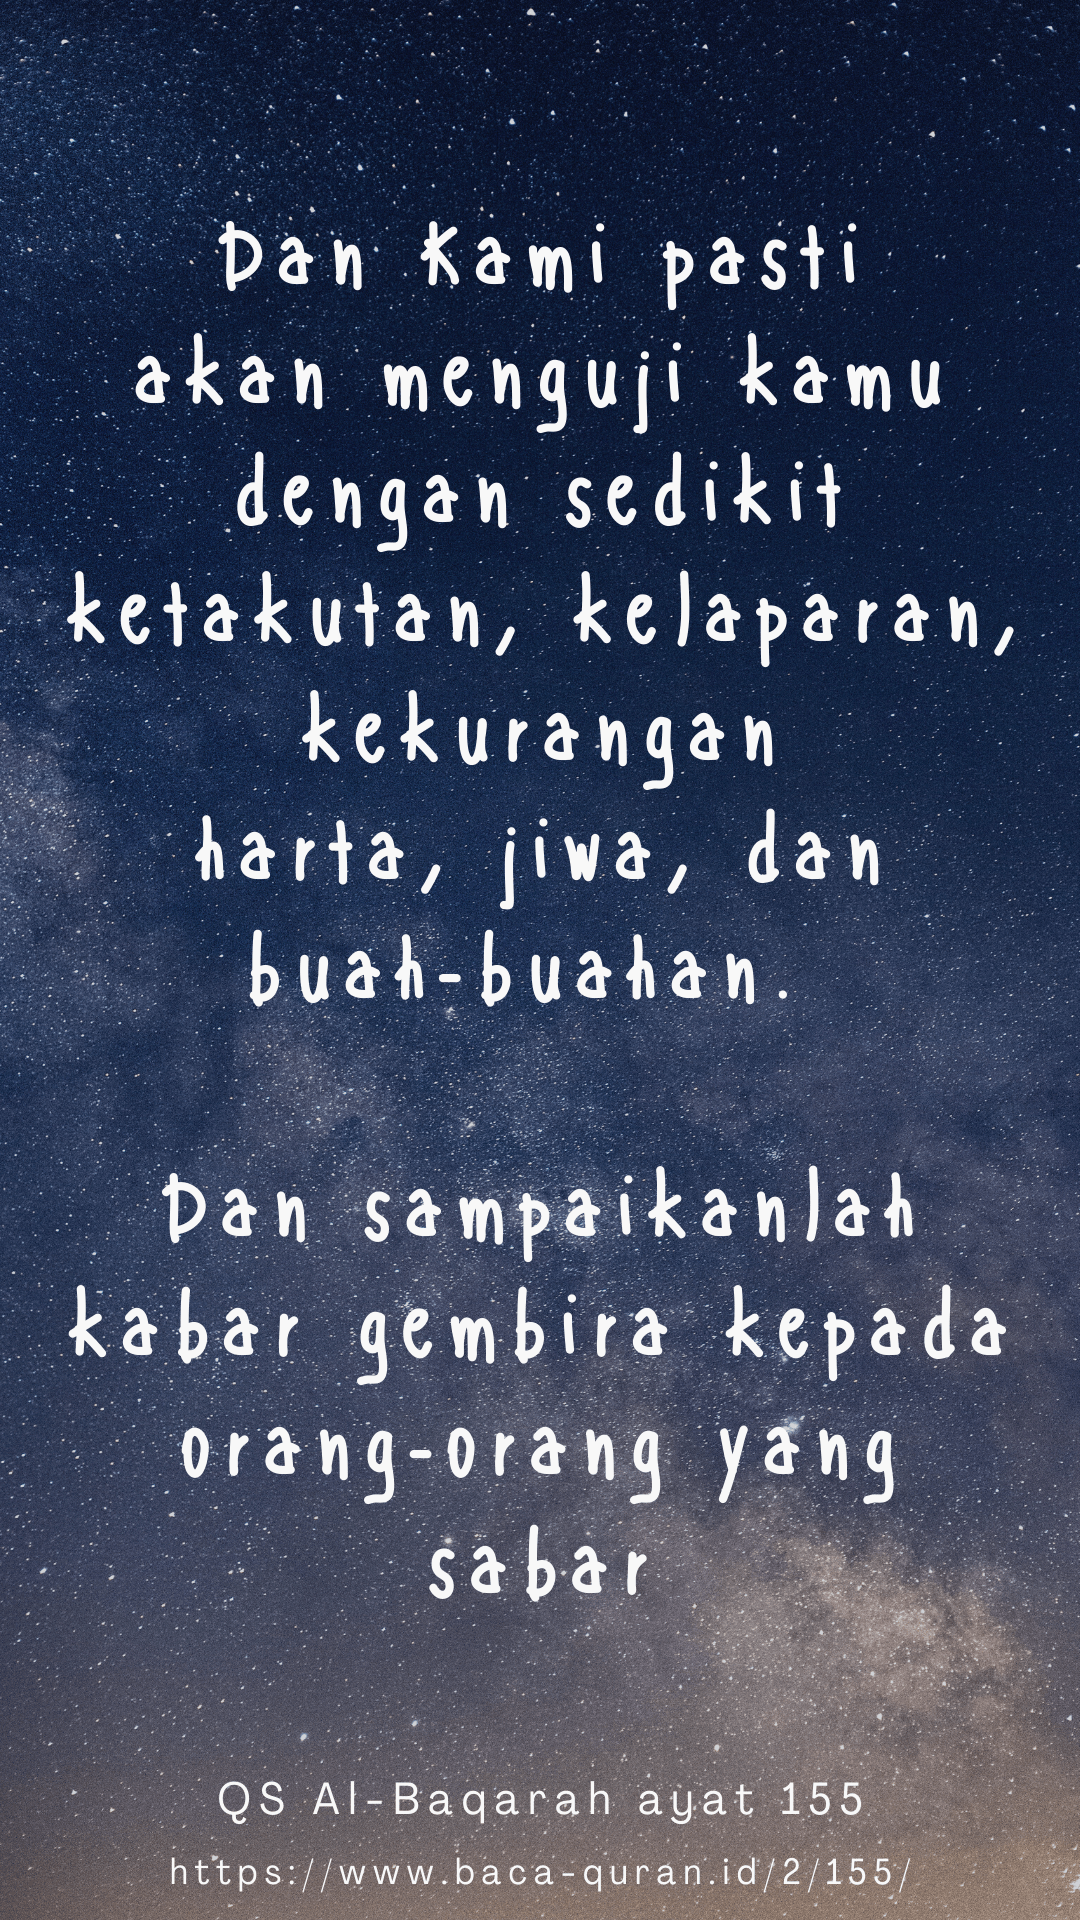 Dan Kami pasti
akan menguji kamu
dengan sedikit
ketakutan, kelaparan,
kekurangan
harta, jiwa, dan
buah-buahan.
Dan sampaikanlah
kabar gembira kepada
orang-orang yang
sabar
QS Al-Baqarah ayat 155
https://www.baca-quran.id/2/155/